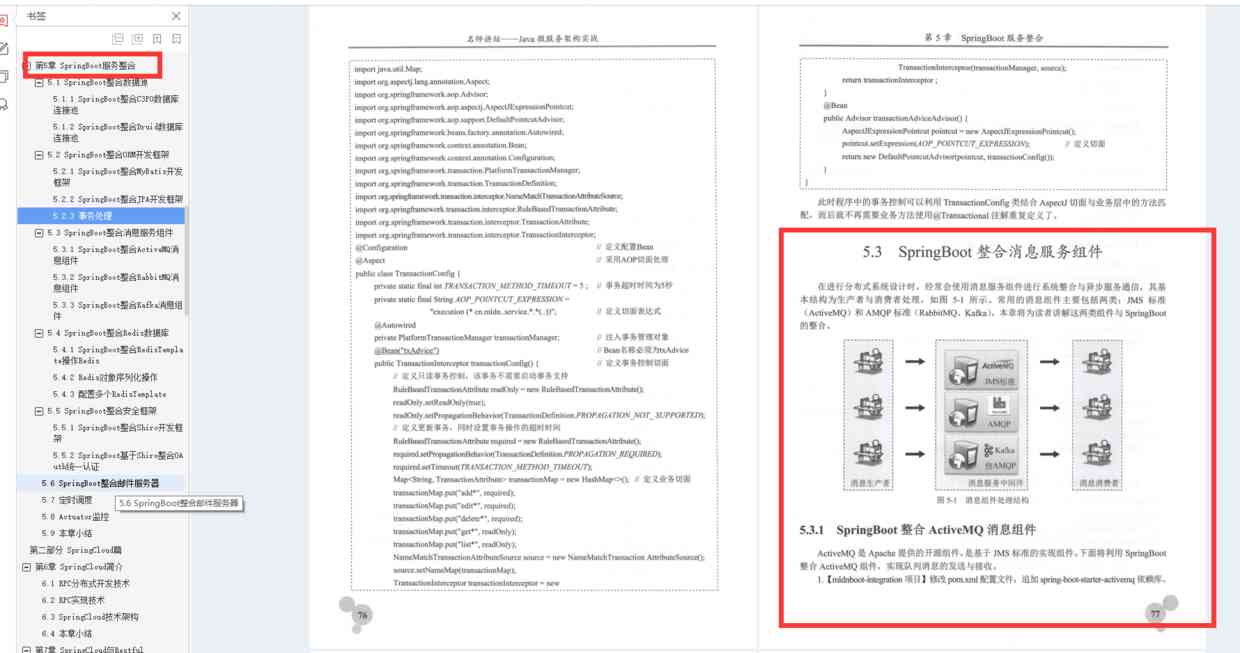 书签
第5章 SpringBoot服务整合
5.1 SpringBoot整合数据源
5.1.1 SpringBoot整合C3P0数据库
连接池
5.1.2 SpringBoot整合Druid数据库
连接池
5.2 SpringBoot整合ORM开发框架
5.2.1 SpringBoot整合MyBatis开发
框架
5.2.2 SpringBoot整合JPA开发框架
5.2.3 事务处理
5.3 SpringBoot整合消息服务组件
5.3.1 SpringBoot整合ActiveMQ消
息组件
5.3.2 SpringBoot整合RabbitMQ消
息组件
5.3.3 SpringBoot整合Kafka消息组
件
5.4 SpringBoot整合Redis数据库
5.4.1 SpringBoot整合RedisTempla
te操作Redis
5.4.2 Redis对象序列化操作
5.4.3 配置多个RedisTemplate
5.5 SpringBoot整合安全框架
5.5.1 SpringBoot整合Shiro开发框
架
5.5.2 SpringBoot基于Shiro整合OA
uth统一认证
5.6 SpringBoot整合邮件服务器
5.7 定时调度
5.6 SpringBoot整合邮件服务器
5.8 Actuator监控
5.9 本章小结
第二部分 SpringCloud篇
第6章 SpringCloud简介
6.1 RPC分布式开发技术
6.2 RPC实现技术
6.3 SpringCloud技术架构
6.4 本章小结
第7章 SpringCloud与Restful
名师讲坛——Java 微服务架构实战
import java.util.Map;
import org.aspectj.lang.annotation.Aspect;
import org.springframework.aop.Advisor;
import org.springframework.aop.aspectj.AspectJExpressionPointcut;
import org.springframework.aop.support.DefaultPointcutAdvisor;
import org.springframework.beans.factory.annotation.Autowired;
import org.springframework.context.annotation.Bean;
import org.springframework.context.annotation.Configuration;
import org.springframework.transaction.PlatformTransactionManager;
import org.springframework.transaction.TransactionDefinition;
import org.springframework.transaction.interceptor.NameMatchTransactionAttributeSource;
import org.springframework.transaction.interceptor.RuleBasedTransactionAttribute;
import org.springframework.transaction.interceptor.TransactionAttribute;
import org.springframework.transaction.interceptor.TransactionInterceptor;
@Configuration // 定义配置Bean
@Aspect // 采用AOP切面处理
public class TransactionConfig {
private static final int TRANSACTION_METHOD_TIMEOUT = 5 ; // 事务超时时间为5秒
private static final String AOP_POINTCUT_EXPRESSION =
"execution (* cn.mldn..service.*.*(..))"; // 定义切面表达式
@Autowired
private PlatformTransactionManager transactionManager; // 注入事务管理对象
@Bean("txAdvice") // Bean名称必须为txAdvice
public TransactionInterceptor transactionConfig() { // 定义事务控制切面
// 定义只读事务控制，该事务不需要启动事务支持
RuleBasedTransactionAttribute readOnly = new RuleBasedTransactionAttribute();
readOnly.setReadOnly(true);
readOnly.setPropagationBehavior(TransactionDefinition.PROPAGATION_NOT_ SUPPORTED);
// 定义更新事务，同时设置事务操作的超时时间
RuleBasedTransactionAttribute required = new RuleBasedTransactionAttribute();
required.setPropagationBehavior(TransactionDefinition.PROPAGATION_REQUIRED);
required.setTimeout(TRANSACTION_METHOD_TIMEOUT);
Map<String, TransactionAttribute> transactionMap = new HashMap<>(); // 定义业务切面
transactionMap.put("add*", required);
transactionMap.put("edit*", required);
transactionMap.put("delete*", required);
transactionMap.put("get*", readOnly);
transactionMap.put("list*", readOnly);
NameMatchTransactionAttributeSource source = new NameMatchTransaction AttributeSource();
source.setNameMap(transactionMap);
TransactionInterceptor transactionInterceptor = new
76
第 5 章 SpringBoot 服务整合
TransactionInterceptor(transactionManager, source);
return transactionInterceptor ;
}
@Bean
public Advisor transactionAdviceAdvisor() {
AspectJExpressionPointcut pointcut = new AspectJExpressionPointcut();
pointcut.setExpression(AOP_POINTCUT_EXPRESSION); // 定义切面
return new DefaultPointcutAdvisor(pointcut, transactionConfig());
}
}
此时程序中的事务控制可以利用 TransactionConfig 类结合 AspectJ 切面与业务层中的方法匹
配，而后就不再需要业务方法使用@Transactional 注解重复定义了。
5.3 SpringBoot 整合消息服务组件
在进行分布式系统设计时，经常会使用消息服务组件进行系统整合与异步服务通信，其基
本结构为生产者与消费者处理，如图 5-1 所示。常用的消息组件主要包括两类：JMS 标准
（ActiveMQ）和 AMQP 标准（RabbitMQ、Kafka）。本章将为读者讲解这两类组件与 SpringBoot
的整合。
ActiveMQ
JMS标准
AMQP
Kafka
仿AMQP
消息生产者
消息服务中间件
消息消费者
图 5-1 消息组件处理结构
5.3.1 SpringBoot 整合 ActiveMQ 消息组件
ActiveMQ 是 Apache 提供的开源组件，是基于 JMS 标准的实现组件。下面将利用 SpringBoot
整合 ActiveMQ 组件，实现队列消息的发送与接收。
1.【mldnboot-integration 项目】修改 pom.xml 配置文件，追加 spring-boot-starter-activemq 依赖库。
77